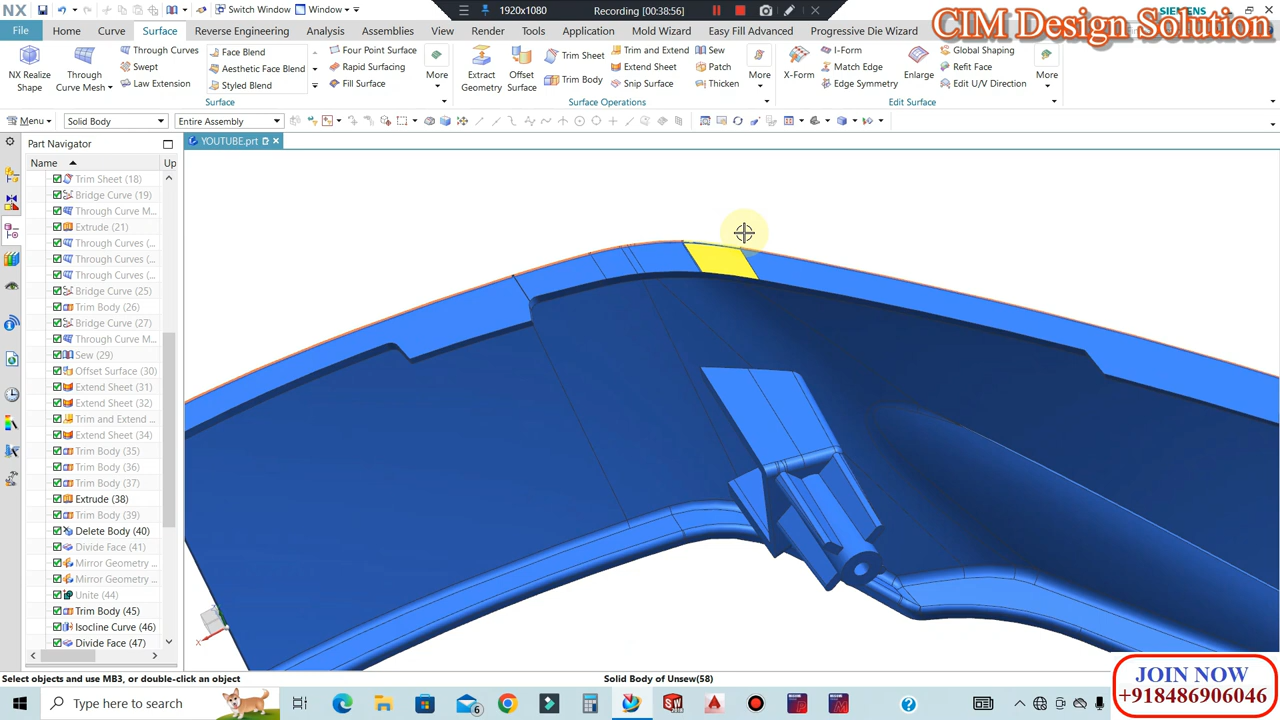 NX
Switch Window
Window
1920x1080
Recording [00:38:56]
SIEMENS
CIM Design Solution
File
Home
Curve
Surface
Reverse Engineering
Analysis
Assemblies
View
Render
Tools
Application
Mold Wizard
Easy Fill Advanced
Progressive Die Wizard
NX Realize Shape
Through Curve Mesh
Through Curves
Swept
Law Extension
Face Blend
Aesthetic Face Blend
Styled Blend
Four Point Surface
Rapid Surfacing
Fill Surface
More
Surface
Extract Geometry
Offset Surface
Trim Sheet
Trim Body
Trim and Extend
Extend Sheet
Snip Surface
Sew
Patch
Thicken
More
Surface Operations
X-Form
I-Form
Match Edge
Edge Symmetry
Enlarge
Global Shaping
Refit Face
Edit U/V Direction
More
Edit Surface
Menu
Solid Body
Entire Assembly
Part Navigator
YOUTUBE.prt
Name
Up
Trim Sheet (18)
Bridge Curve (19)
Through Curve M...
Extrude (21)
Through Curves (...
Through Curves (...
Through Curves (...
Bridge Curve (25)
Trim Body (26)
Bridge Curve (27)
Through Curve M...
Sew (29)
Offset Surface (30)
Extend Sheet (31)
Extend Sheet (32)
Trim and Extend ...
Extend Sheet (34)
Trim Body (35)
Trim Body (36)
Trim Body (37)
Extrude (38)
Trim Body (39)
Delete Body (40)
Divide Face (41)
Mirror Geometry ...
Mirror Geometry ...
Unite (44)
Trim Body (45)
Isocline Curve (46)
Divide Face (47)
X
Select objects and use MB3, or double-click an object
Solid Body of Unsew(58)
JOIN NOW
+918486906046
Type here to search
6